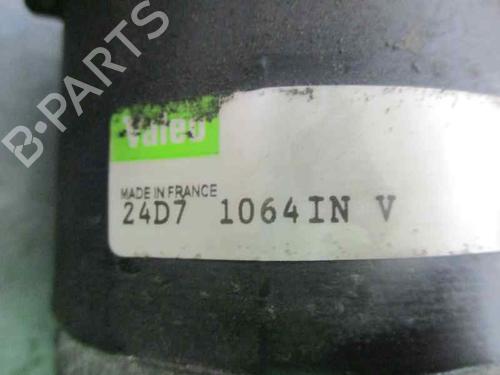 B-PARTS
Valeo
MADE IN FRANCE
24D7 1064IN V